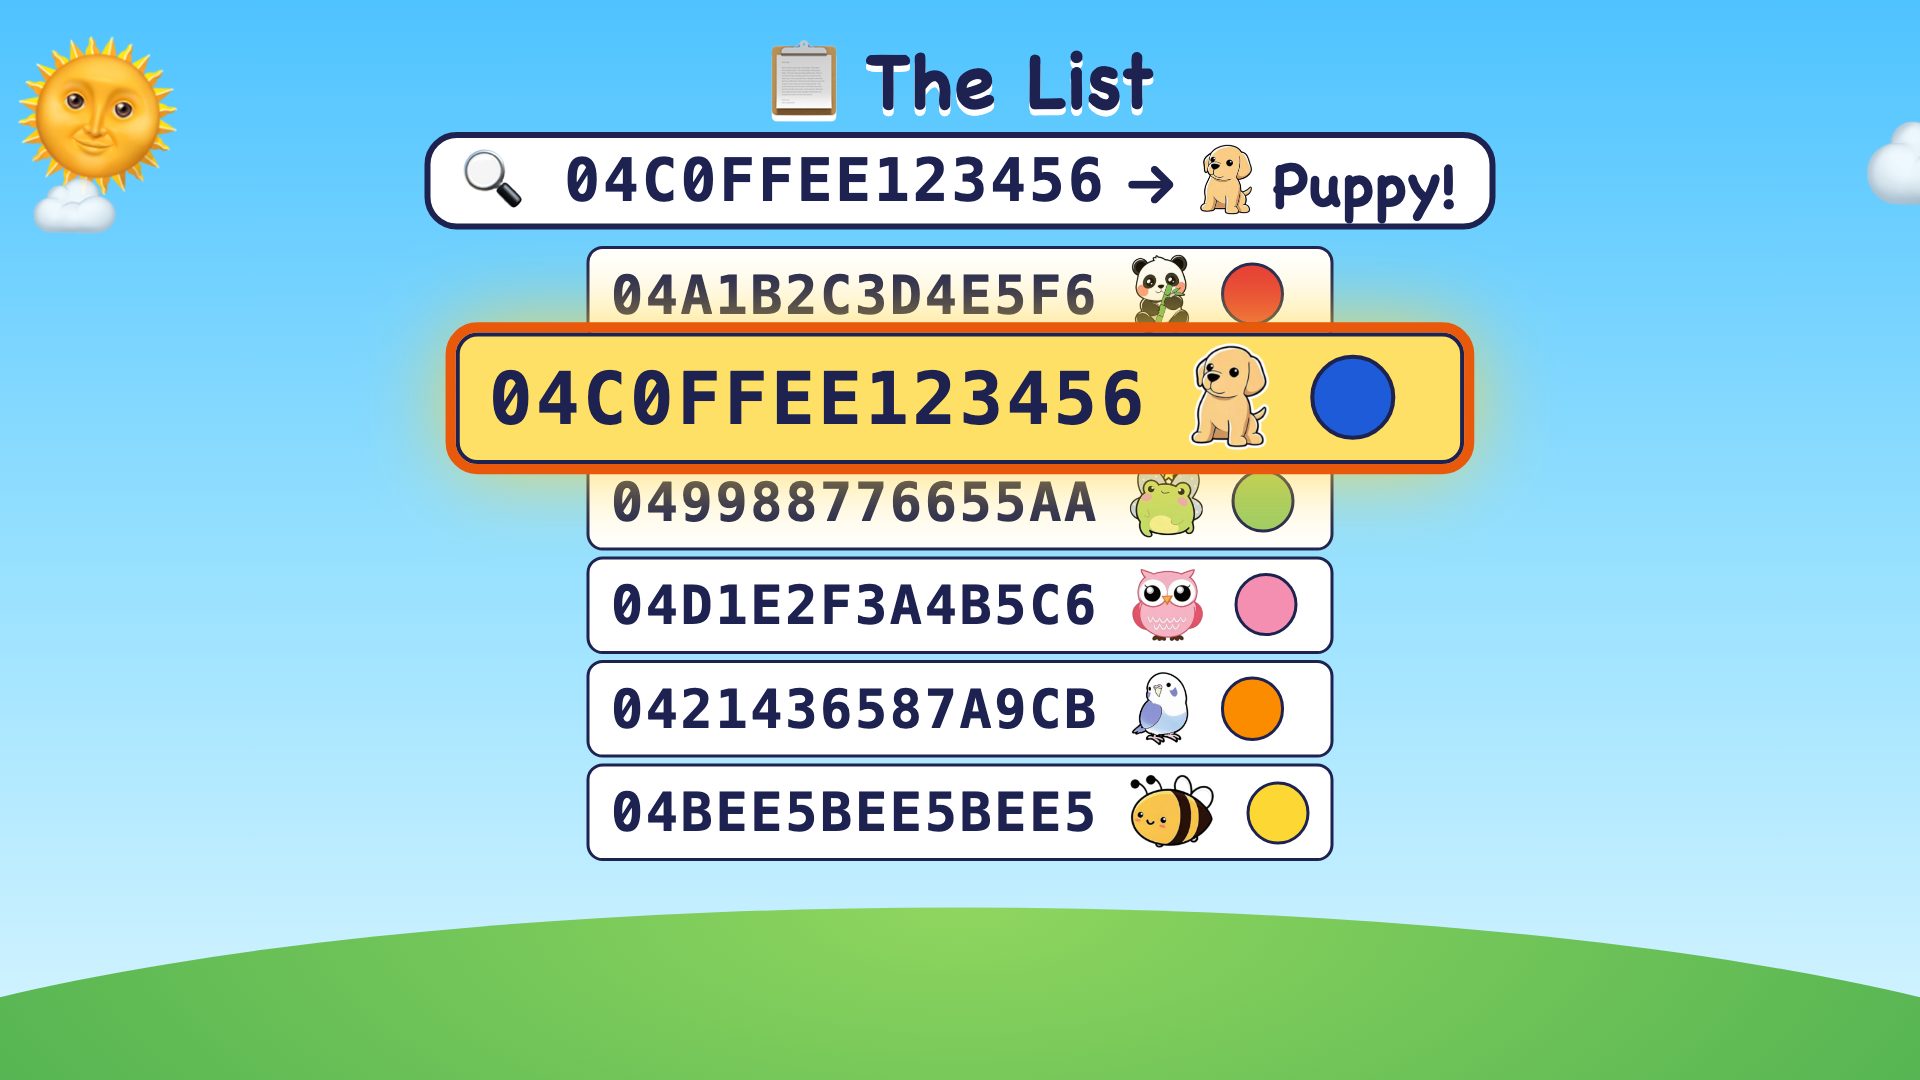 The List
04C0FFEE123456 → Puppy!
04A1B2C3D4E5F6
04C0FFEE123456
049988776655AA
04D1E2F3A4B5C6
0421436587A9CB
04BEE5BEE5BEE5